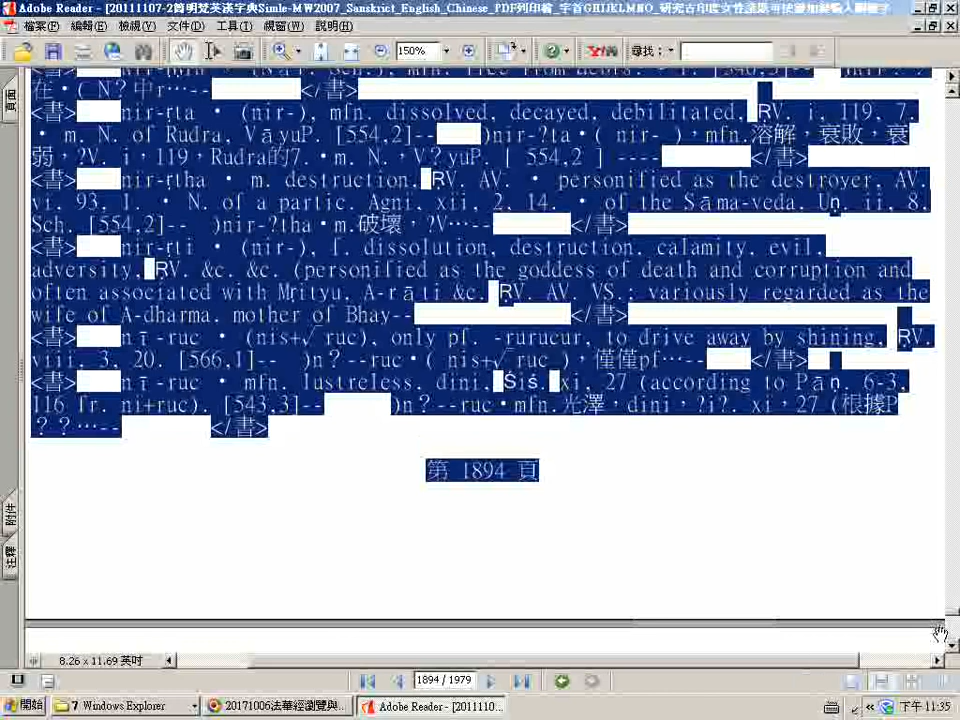 Adobe Reader - [20111107-2簡明梵英漢字典Simle-MW2007_Sanskrict_English_Chinese_PDF列印檔_字首GHIJKLMNO_研究古印度女性
檔案(F) 編輯(E) 檢視(V) 文件(D) 工具(T) 視窗(W) 說明(H)
150% 尋找：
頁面
在·( N？中r…-- </書>
<書> nir-ṛta · (nir-), mfn. dissolved, decayed, debilitated, ṚV. i, 119, 7.
· m. N. of Rudra, VāyuP. [554,2]-- )nir-?ta·( nir-)，mfn.溶解，衰敗，衰
弱，?V. i，119，Rudra的7. ·m. N.，V？yuP. [ 554,2 ] ---- </書>
<書> nir-ṛtha · m. destruction, ṚV. AV. · personified as the destroyer, AV.
vi, 93, 1. · N. of a partic. Agni, xii, 2, 14. · of the Sāma-veda, Uṇ. ii, 8,
Sch. [554,2]-- )nir-?tha·m.破壞，?V…-- </書>
<書> nir-ṛti · (nir-), f. dissolution, destruction, calamity, evil,
adversity, ṚV. &c. &c. (personified as the goddess of death and corruption and
often associated with Mṛityu, A-rāti &c. ṚV. AV. VS.; variously regarded as the
wife of A-dharma, mother of Bhay-- </書>
<書> nī-ruc · (nis+√ruc), only pf. -rurucur, to drive away by shining, ṚV.
viii, 3, 20. [566,1]-- )n？--ruc·( nis+√ruc )，僅僅pf…-- </書>
<書> nī-ruc · mfn. lustreless, dini, Śiś. xi, 27 (according to Pāṇ. 6-3,
116 fr. ni+ruc). [543,3]-- )n？--ruc·mfn.光澤，dini，?i?. xi，27 (根據P
？？…-- </書>
第 1894 頁
附件
注釋
8.26 x 11.69 英吋
1894 / 1979
開始 7 Windows Explorer 20171006法華經瀏覽與... Adobe Reader - [2011110... 下午 11:35